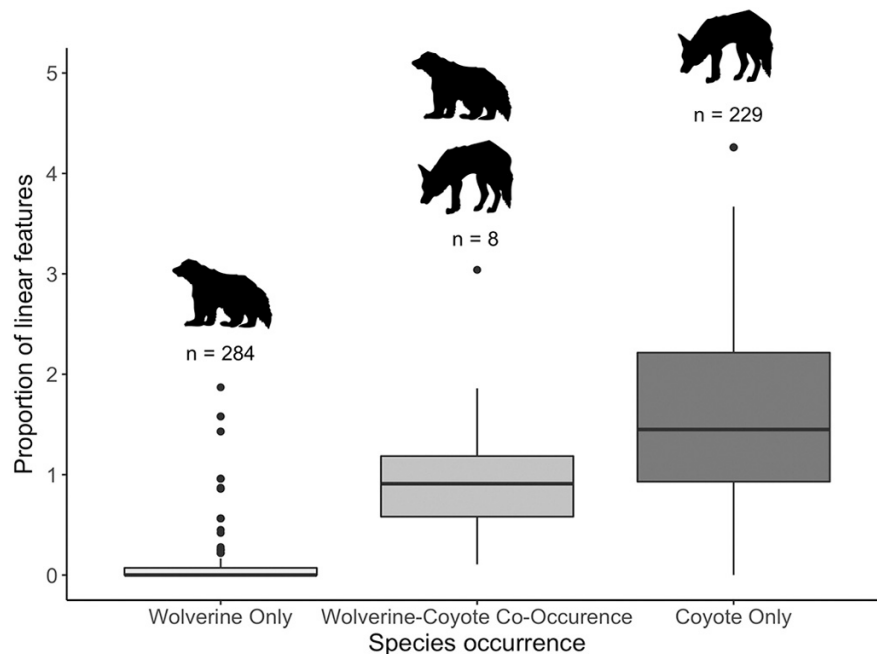 Proportion of linear features
5
4
3
2
1
0
n = 284
n = 8
n = 229
Wolverine Only
Wolverine-Coyote Co-Occurence
Coyote Only
Species occurrence